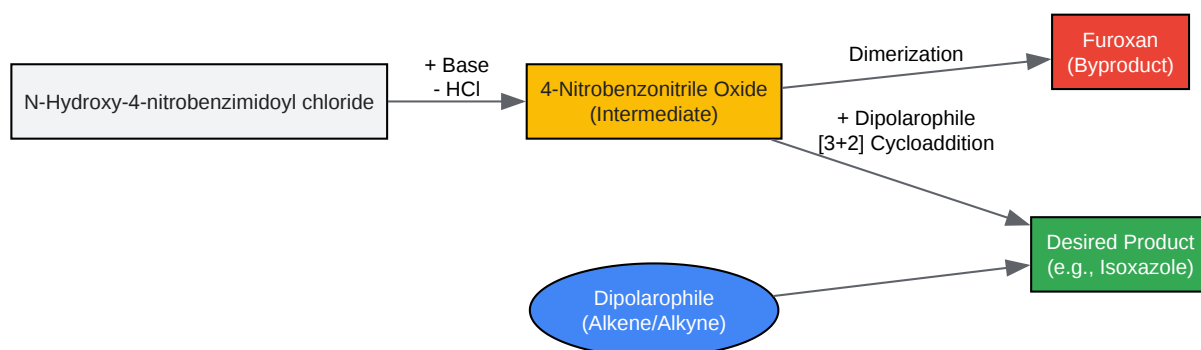 N-Hydroxy-4-nitrobenzimidoyl chloride
+ Base
- HCl
4-Nitrobenzonitrile Oxide
(Intermediate)
Dimerization
Furoxan
(Byproduct)
+ Dipolarophile
[3+2] Cycloaddition
Desired Product
(e.g., Isoxazole)
Dipolarophile
(Alkene/Alkyne)